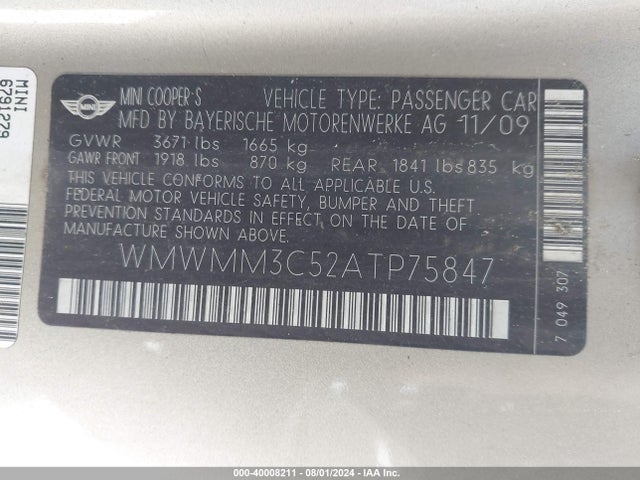 MINI
6791279
MINI
MINI COOPER-S VEHICLE TYPE: PASSENGER CAR
MFD BY BAYERISCHE MOTORENWERKE AG 11/09
GVWR 3671 lbs 1665 kg
GAWR FRONT 1918 lbs 870 kg REAR 1841 lbs 835 kg
THIS VEHICLE CONFORMS TO ALL APPLICABLE U.S.
FEDERAL MOTOR VEHICLE SAFETY, BUMPER AND THEFT
PREVENTION STANDARDS IN EFFECT ON THE DATE OF
MANUFACTURE SHOWN ABOVE.
WMWMM3C52ATP75847
7 049 307
000-40008211 - 08/01/2024 - IAA Inc.